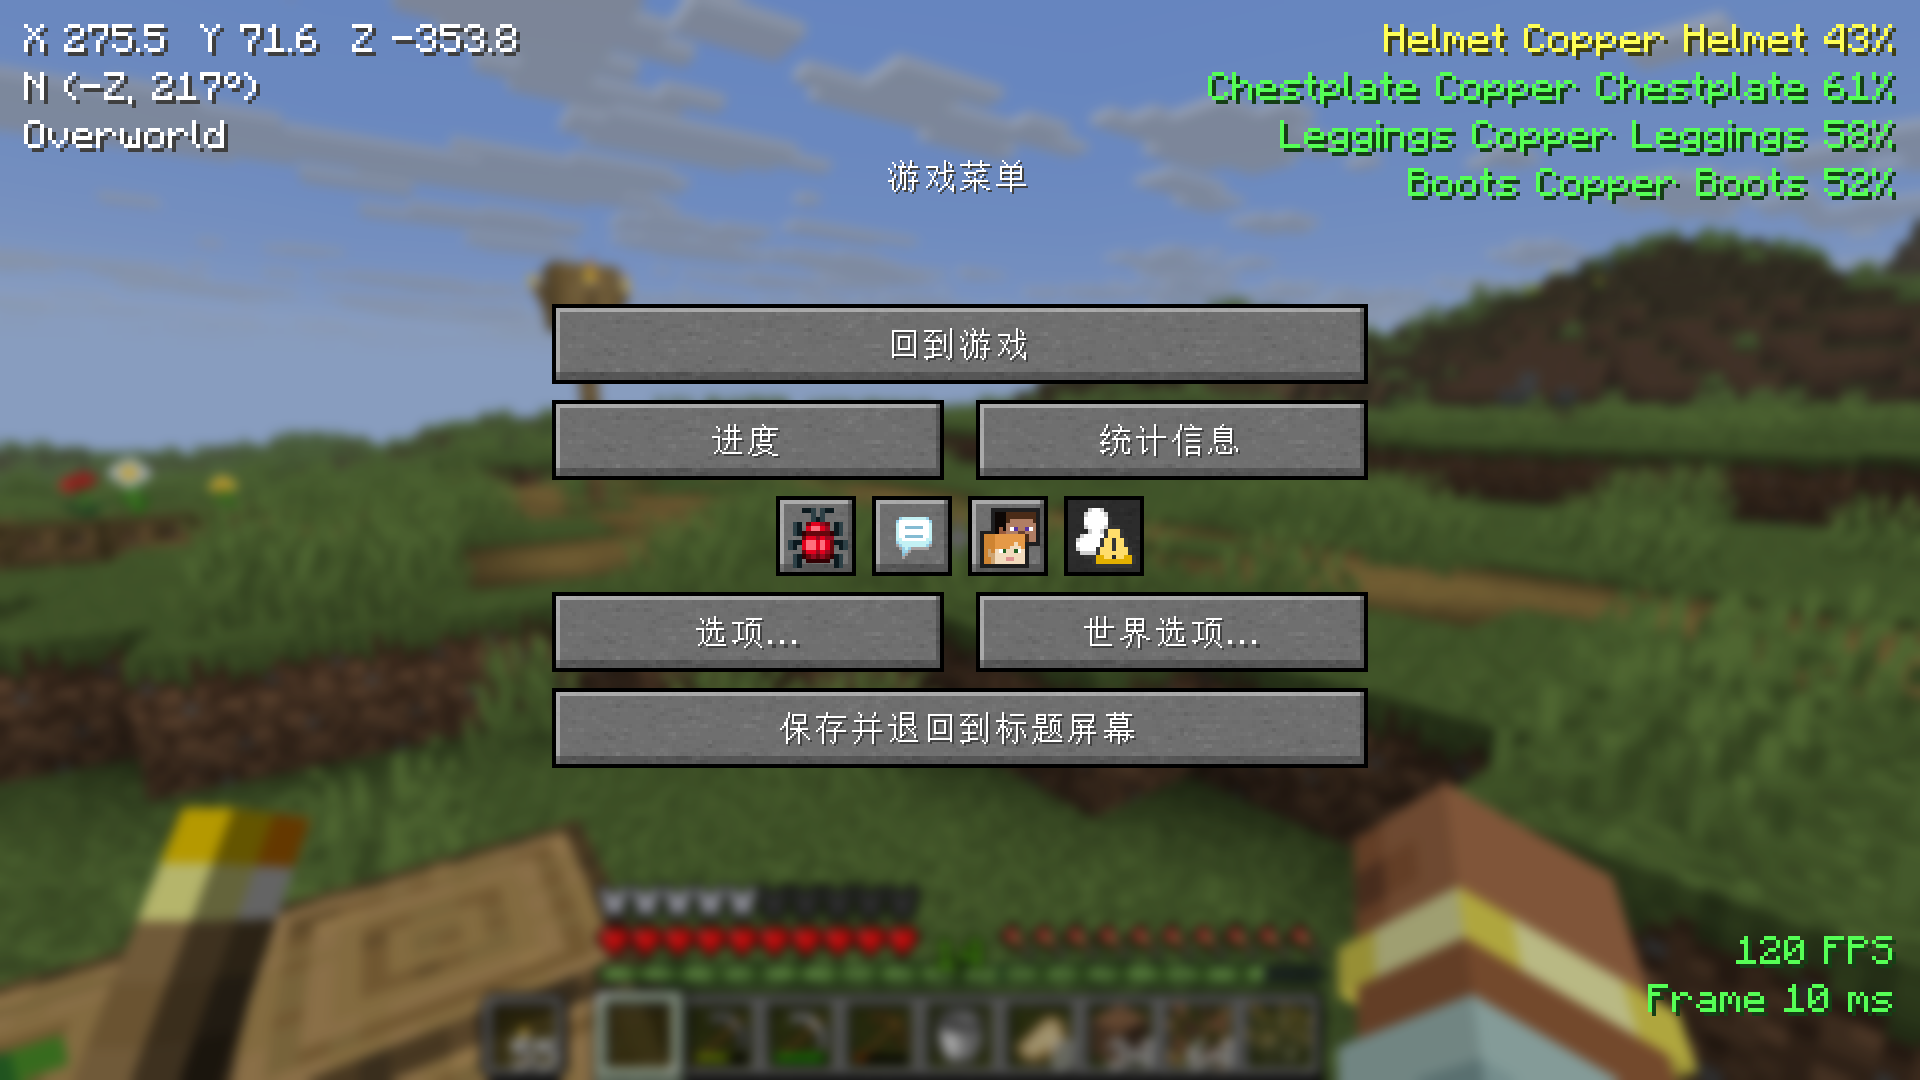 X 275.5 Y 71.6 Z -353.8
N (-Z, 217°)
Overworld
Helmet Copper Helmet 43%
Chestplate Copper Chestplate 61%
Leggings Copper Leggings 58%
Boots Copper Boots 52%
游戏菜单
回到游戏
进度
统计信息
选项...
世界选项...
保存并退回到标题屏幕
120 FPS
Frame 10 ms